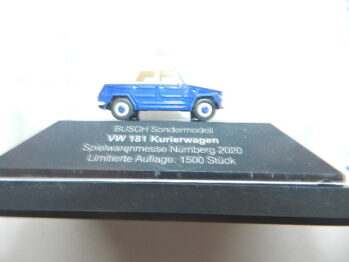 BUSCH Sondermodell
VW 181 Kurierwagen
Spielwarenmesse Nürnberg 2020
Limitierte Auflage: 1500 Stück